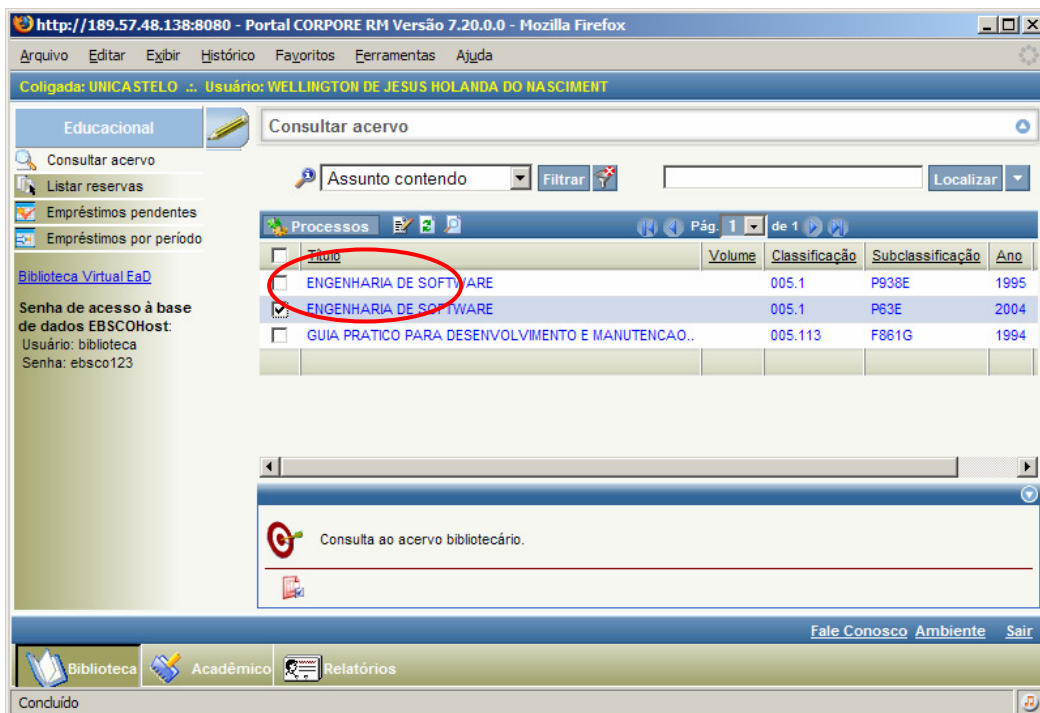 http://189.57.48.138:8080 - Portal CORPORE RM Versão 7.20.0.0 - Mozilla Firefox
Arquivo Editar Exibir Histórico Favoritos Ferramentas Ajuda
Coligada: UNICASTELO .:. Usuário: WELLINGTON DE JESUS HOLANDA DO NASCIMENT
Educacional
Consultar acervo
Listar reservas
Empréstimos pendentes
Empréstimos por período
Biblioteca Virtual EaD
Senha de acesso à base
de dados EBSCOHost:
Usuário: biblioteca
Senha: ebsco123
Consultar acervo
Assunto contendo Filtrar Localizar
Processos Pág. 1 de 1
Título Volume Classificação Subclassificação Ano
ENGENHARIA DE SOFTWARE 005.1 P938E 1995
ENGENHARIA DE SOFTWARE 005.1 P63E 2004
GUIA PRATICO PARA DESENVOLVIMENTO E MANUTENCAO.. 005.113 F861G 1994
Consulta ao acervo bibliotecário.
Fale Conosco Ambiente Sair
Biblioteca Acadêmico Relatórios
Concluído